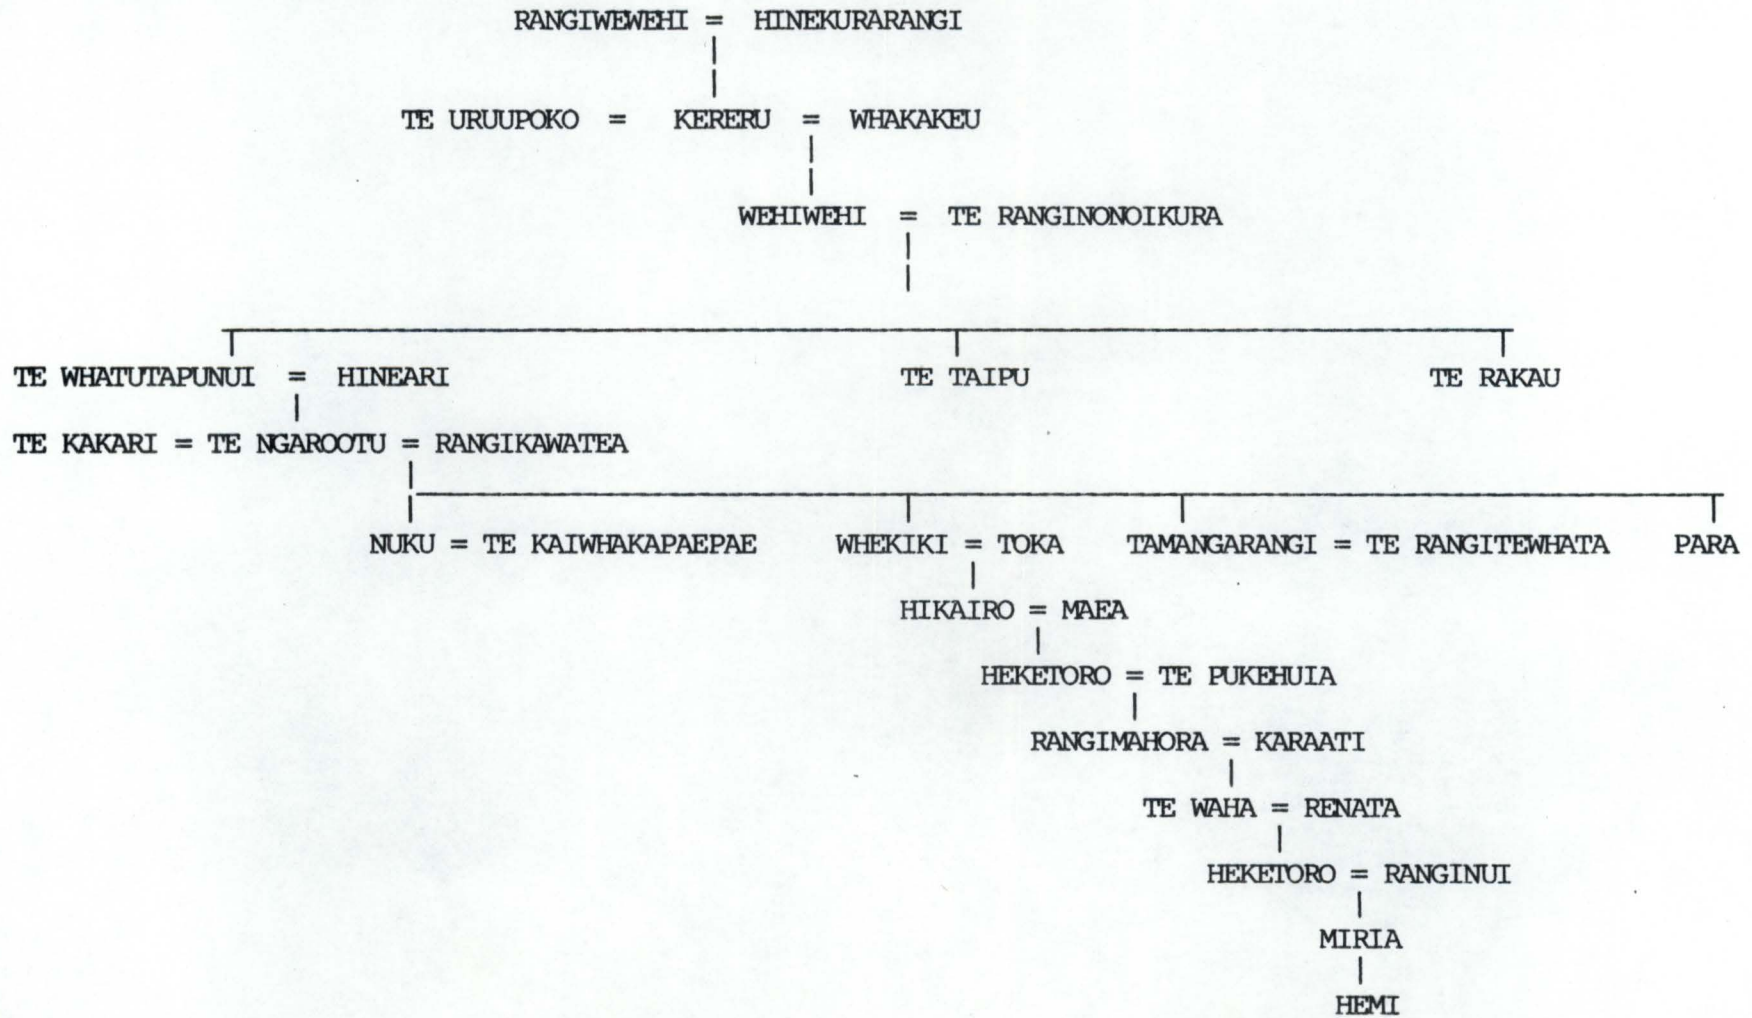 RANGIWEWEHI = HINEKURARANGI
TE URUUPOKO = KERERU = WHAKAKEU
WEHIWEHI = TE RANGINONOIKURA
TE WHATUTAPUNUI = HINEARI TE TAIPU TE RAKAU
TE KAKARI = TE NGAROOTU = RANGIKAWATEA
NUKU = TE KAIWHAKAPAEPAE WHEKIKI = TOKA TAMANGARANGI = TE RANGITEWHATA PARA
HIKAIRO = MAEA
HEKETORO = TE PUKEHUIA
RANGIMAHORA = KARAATI
TE WAHA = RENATA
HEKETORO = RANGINUI
MIRIA
HEMI